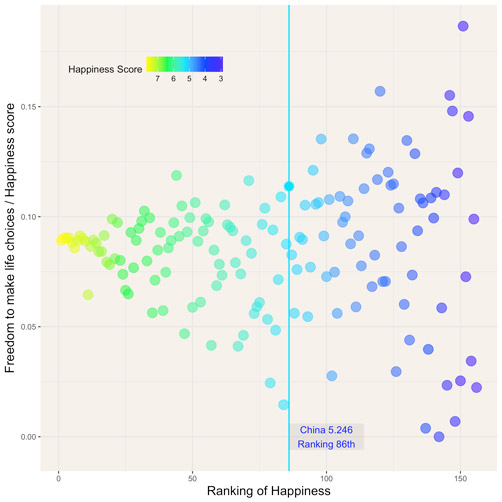 Happiness Score
7 6 5 4 3
0.15
0.10
0.05
0.00
Freedom to make life choices / Happiness score
China 5.246
Ranking 86th
0 50 100 150
Ranking of Happiness